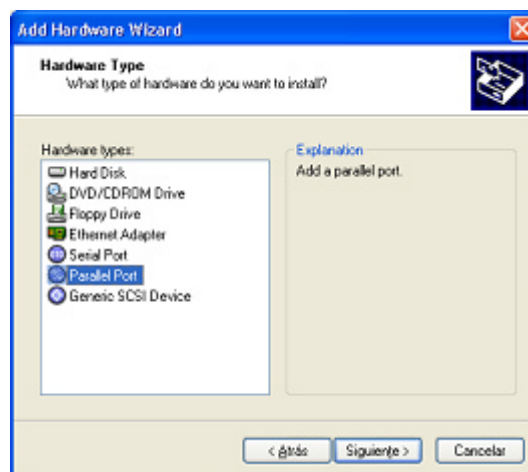 Add Hardware Wizard
Hardware Type
What type of hardware do you want to install?
Hardware types:
Hard Disk
DVD/CDROM Drive
Floppy Drive
Ethernet Adapter
Serial Port
Parallel Port
Generic SCSI Device
Explanation
Add a parallel port.
< Atrás
Siguiente >
Cancelar